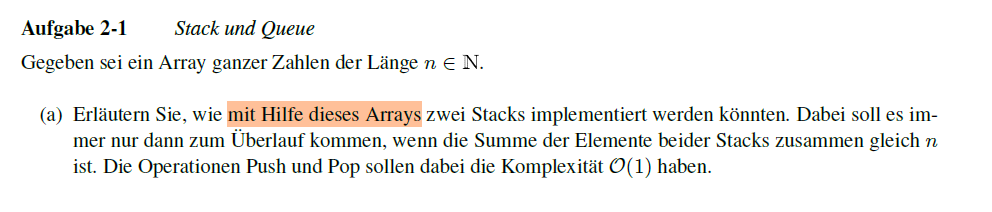 Aufgabe 2-1 Stack und Queue
Gegeben sei ein Array ganzer Zahlen der Länge n ∈ ℕ.
(a) Erläutern Sie, wie mit Hilfe dieses Arrays zwei Stacks implementiert werden könnten. Dabei soll es im-
mer nur dann zum Überlauf kommen, wenn die Summe der Elemente beider Stacks zusammen gleich n
ist. Die Operationen Push und Pop sollen dabei die Komplexität O(1) haben.